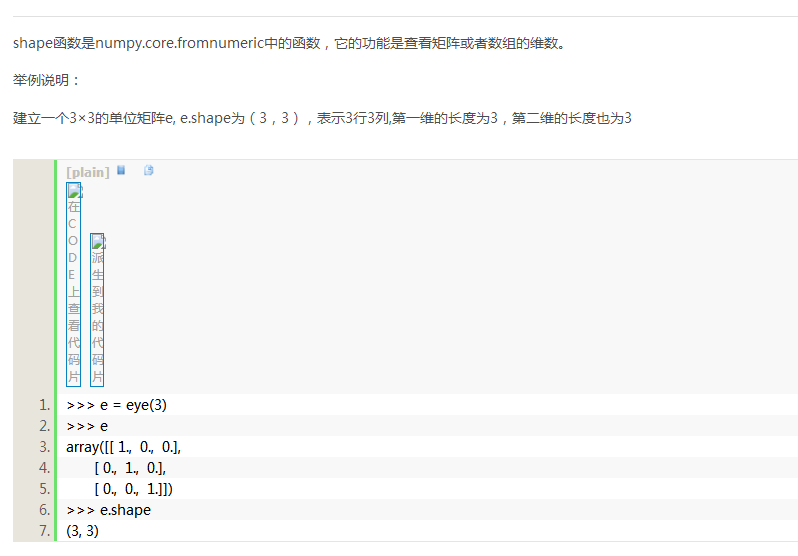 shape函数是numpy.core.fromnumeric中的函数，它的功能是查看矩阵或者数组的维数。
举例说明：
建立一个3×3的单位矩阵e, e.shape为（3，3），表示3行3列,第一维的长度为3，第二维的长度也为3
[plain]
在CODE上查看代码片
派生到我的代码片
1. >>> e = eye(3)
2. >>> e
3. array([[ 1.,  0.,  0.],
4. [ 0.,  1.,  0.],
5. [ 0.,  0.,  1.]])
6. >>> e.shape
7. (3, 3)